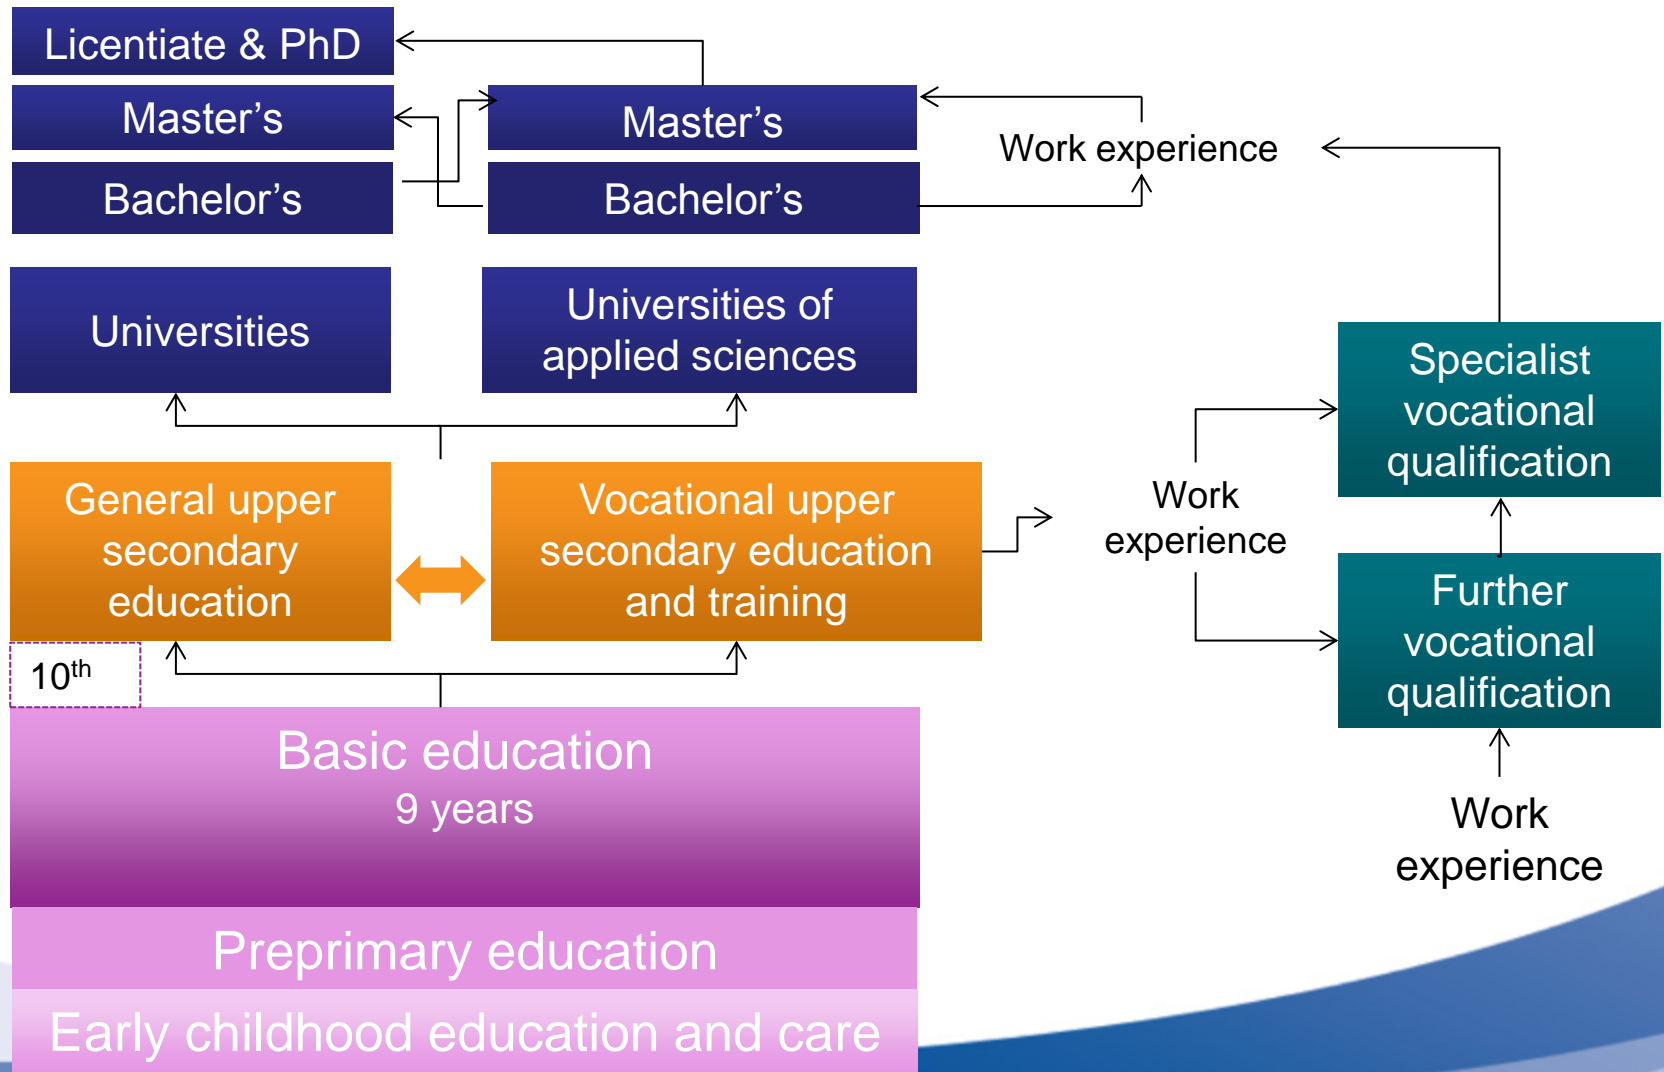 Licentiate & PhD
Master’s
Master’s
Work experience
Bachelor’s
Bachelor’s
Universities
Universities of
applied sciences
Specialist
vocational
qualification
General upper
secondary
education
Vocational upper
secondary education
and training
Work
experience
Further
vocational
qualification
10th
Basic education
9 years
Work
experience
Preprimary education
Early childhood education and care